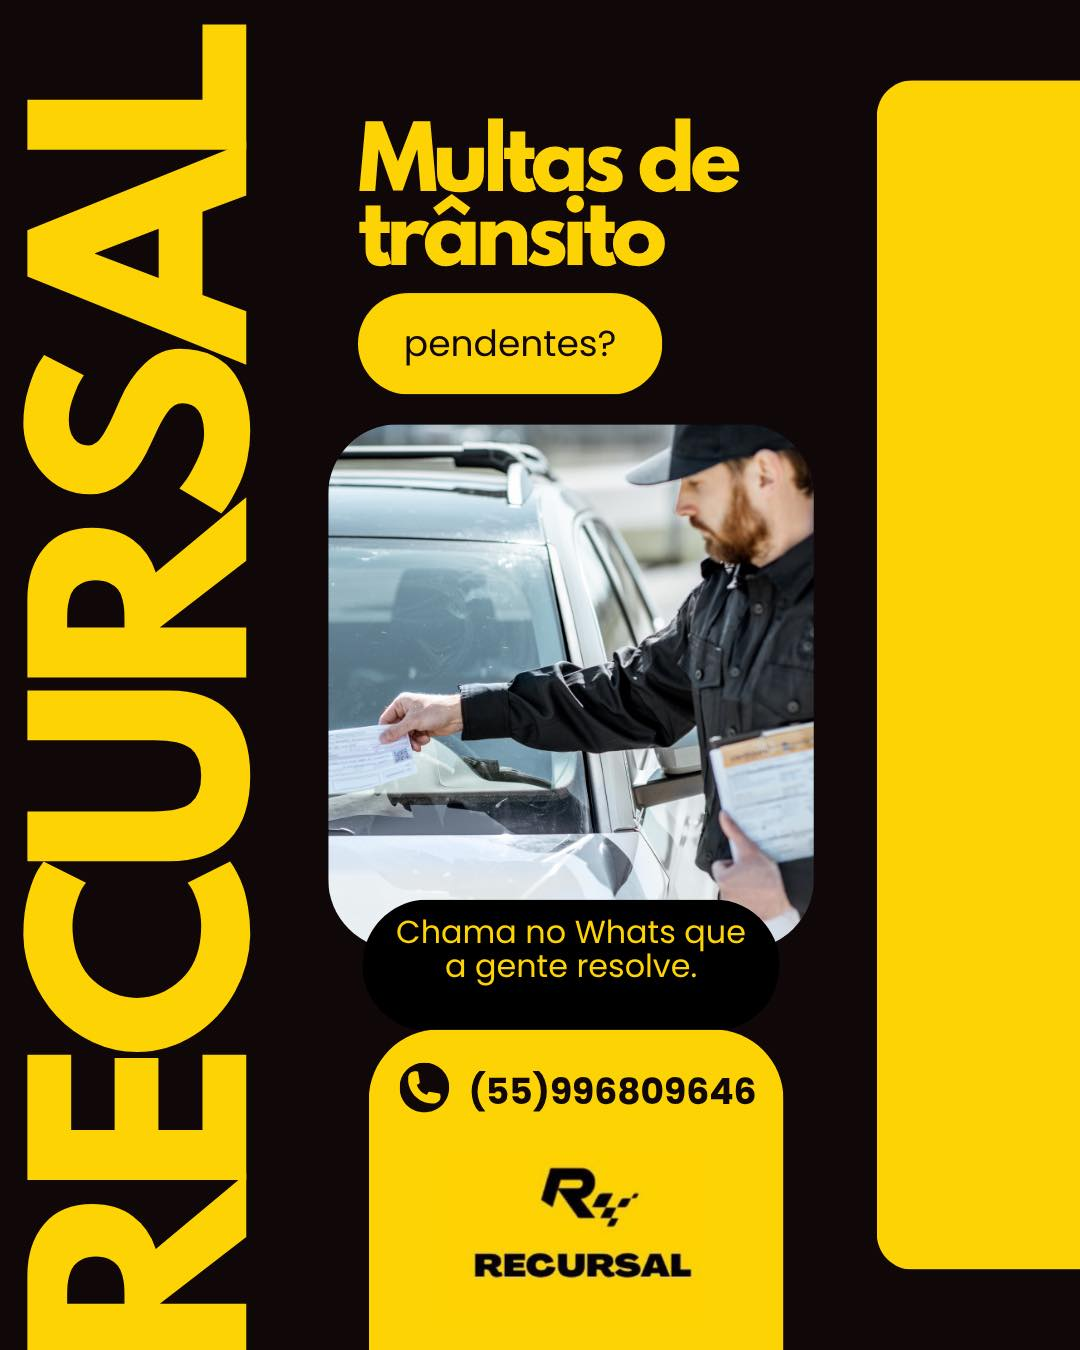 RECURSAL
Multas de
trânsito
pendentes?
Chama no Whats que
a gente resolve.
(55)996809646
RECURSAL